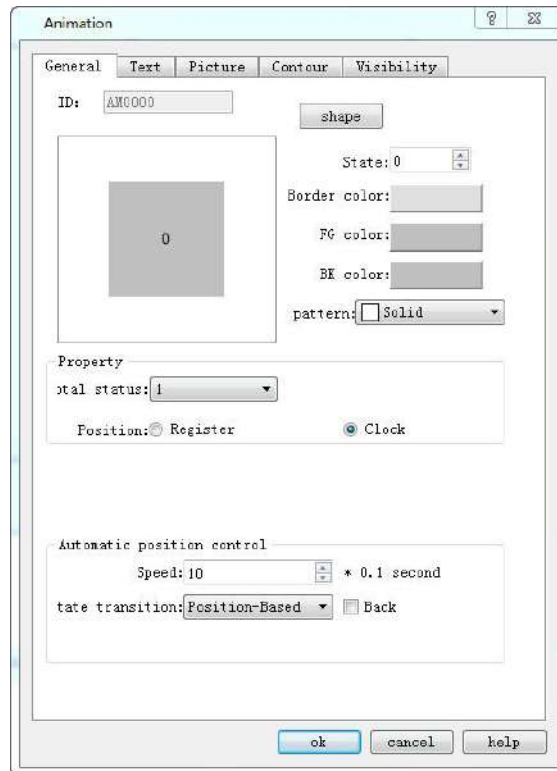 Animation
General Text Picture Contour Visibility
ID: AM0000
shape
State: 0
0
Border color:
FG color:
BK color:
pattern: Solid
Property
otal status: 1
Position: Register Clock
Automatic position control
Speed: 10 * 0.1 second
tate transition: Position-Based Back
ok cancel help